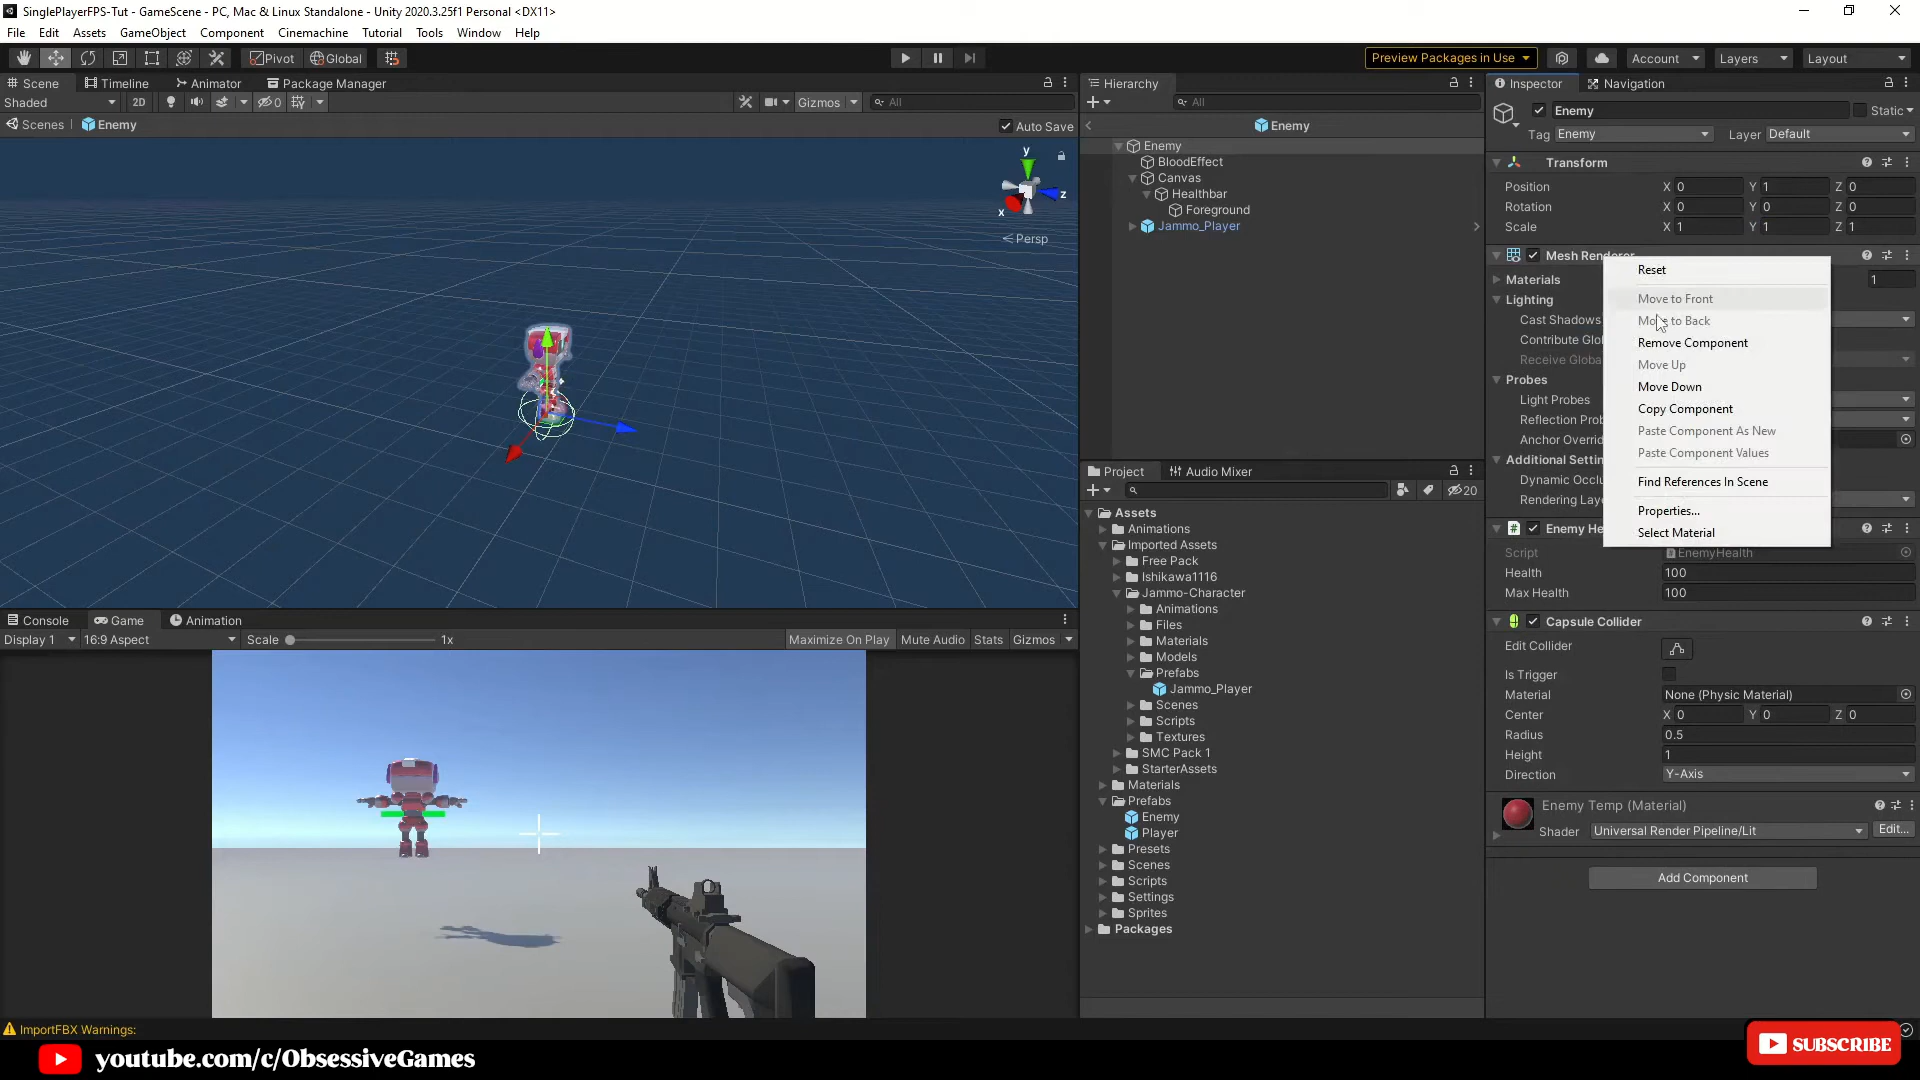 SinglePlayerFPS-Tut - GameScene - PC, Mac & Linux Standalone - Unity 2020.3.25f1 Personal <DX11>
File Edit Assets GameObject Component Cinemachine Tutorial Tools Window Help
Pivot Global Preview Packages in Use Account Layers Layout
Scene Timeline Animator Package Manager
Shaded 2D 0 Gizmos All
Scenes Enemy Auto Save
y
z
x
Persp
Console Game Animation
Display 1 16:9 Aspect Scale 1x Maximize On Play Mute Audio Stats Gizmos
Hierarchy
All
Enemy
Enemy
BloodEffect
Canvas
Healthbar
Foreground
Jammo_Player
Project Audio Mixer
20
Assets
Animations
Imported Assets
Free Pack
Ishikawa1116
Jammo-Character
Animations
Files
Materials
Models
Prefabs
Jammo_Player
Scenes
Scripts
Textures
SMC Pack 1
StarterAssets
Materials
Prefabs
Enemy
Player
Presets
Scenes
Scripts
Settings
Sprites
Packages
Inspector Navigation
Enemy Static
Tag Enemy Layer Default
Transform
Position X 0 Y 1 Z 0
Rotation X 0 Y 0 Z 0
Scale X 1 Y 1 Z 1
Mesh Renderer
Materials 1
Lighting
Cast Shadows
Contribute Glo
Receive Globa
Probes
Light Probes
Reflection Prob
Anchor Overrid
Additional Settin
Dynamic Occlu
Rendering Laye
Reset
Move to Front
Move to Back
Remove Component
Move Up
Move Down
Copy Component
Paste Component As New
Paste Component Values
Find References In Scene
Properties...
Select Material
# Enemy He
Script EnemyHealth
Health 100
Max Health 100
Capsule Collider
Edit Collider
Is Trigger
Material None (Physic Material)
Center X 0 Y 0 Z 0
Radius 0.5
Height 1
Direction Y-Axis
Enemy Temp (Material)
Shader Universal Render Pipeline/Lit Edit...
Add Component
ImportFBX Warnings:
youtube.com/c/ObsessiveGames
SUBSCRIBE